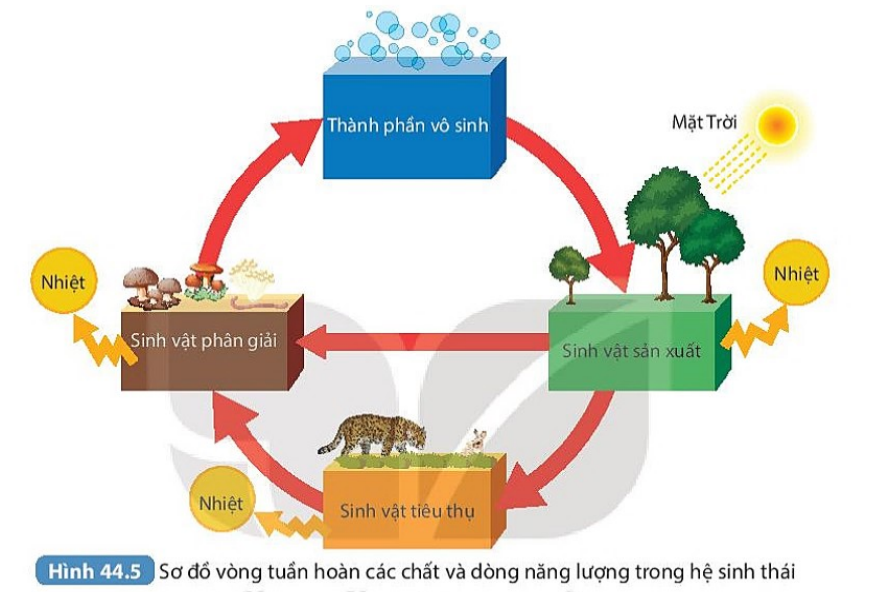 Thành phần vô sinh
Mặt Trời
Nhiệt
Nhiệt
Sinh vật phân giải
Sinh vật sản xuất
Nhiệt
Sinh vật tiêu thụ
Hình 44.5 Sơ đồ vòng tuần hoàn các chất và dòng năng lượng trong hệ sinh thái